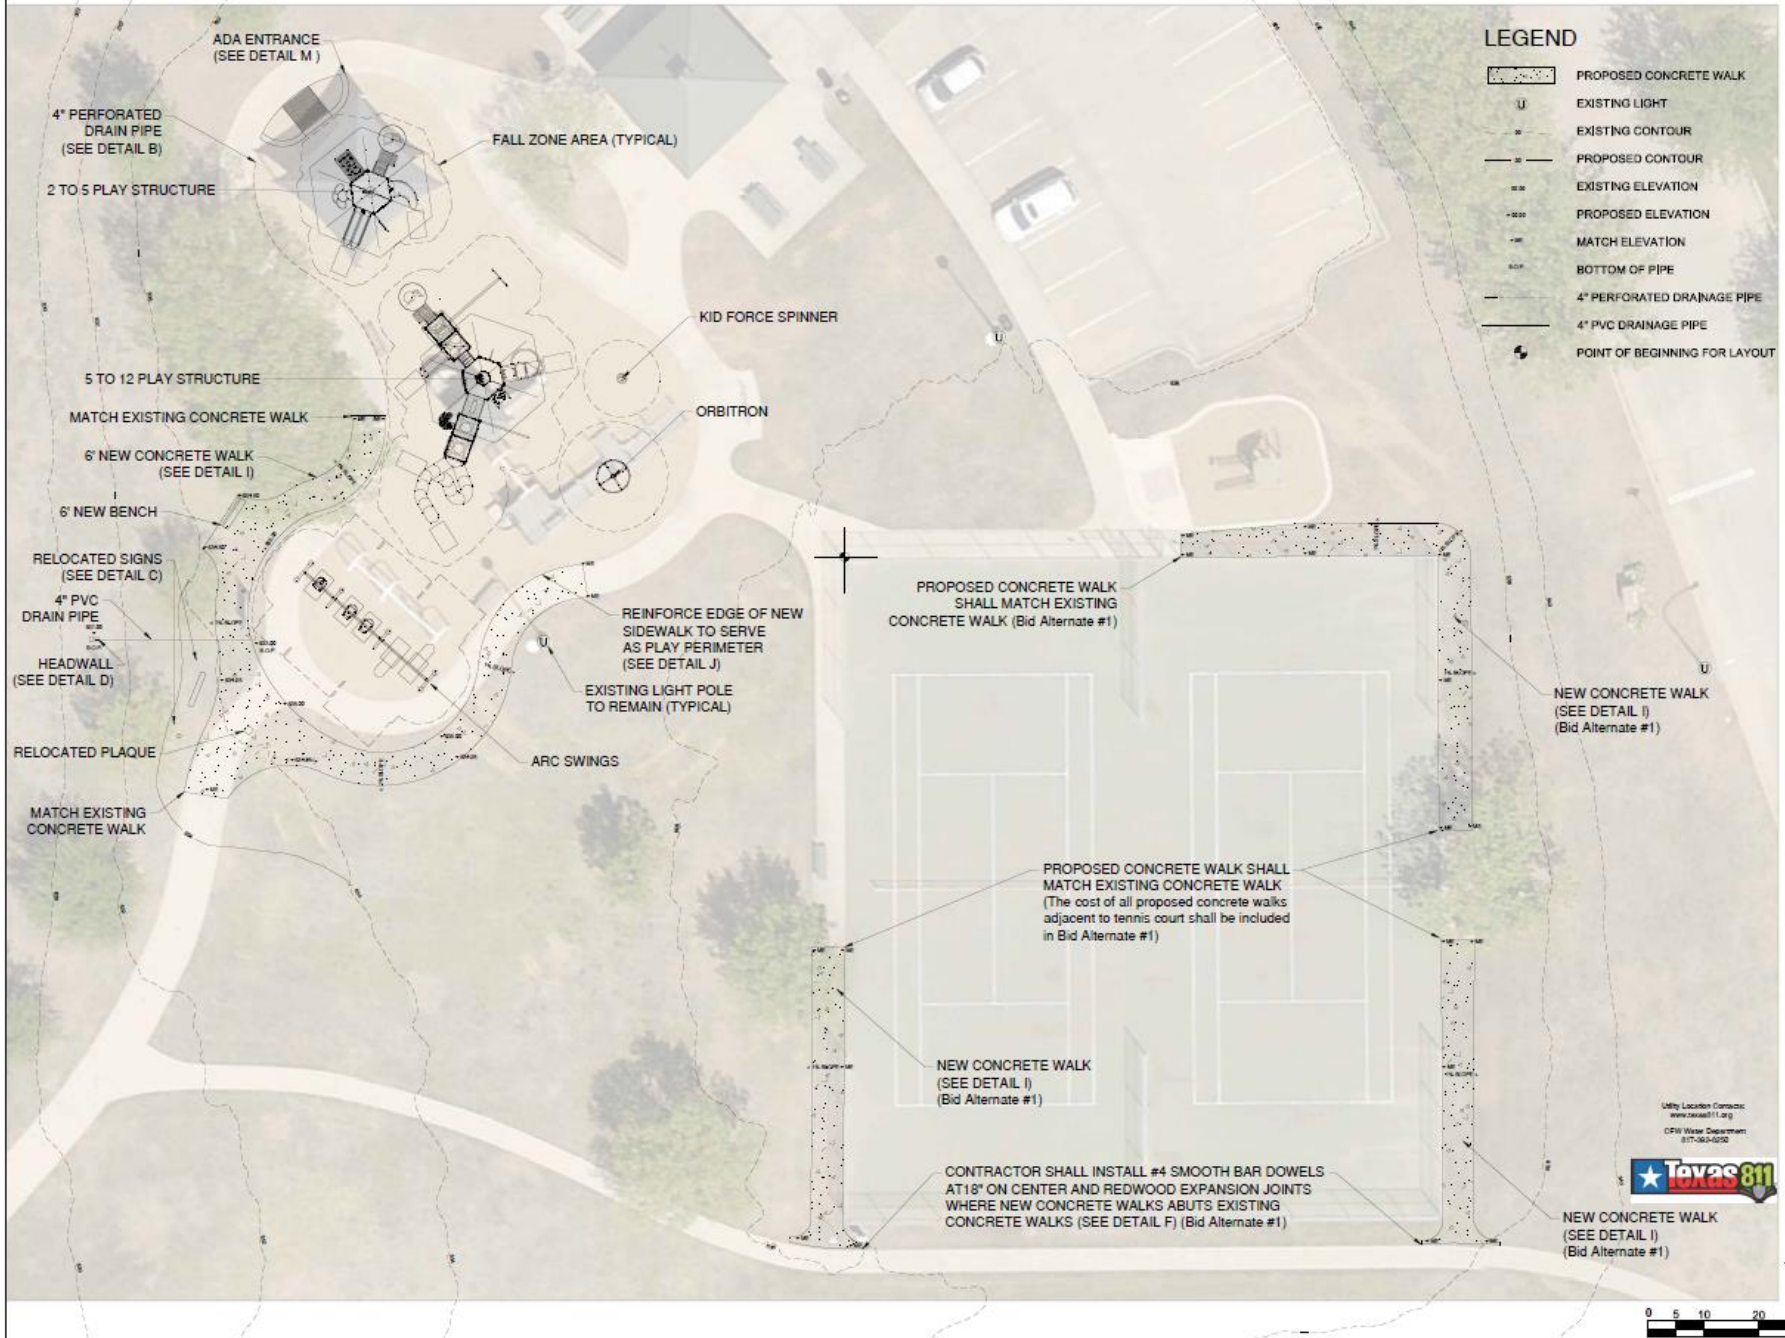 ADA ENTRANCE
(SEE DETAIL M )
4" PERFORATED
DRAIN PIPE
(SEE DETAIL B)
FALL ZONE AREA (TYPICAL)
2 TO 5 PLAY STRUCTURE
KID FORCE SPINNER
5 TO 12 PLAY STRUCTURE
ORBITRON
MATCH EXISTING CONCRETE WALK
6' NEW CONCRETE WALK
(SEE DETAIL I)
6' NEW BENCH
RELOCATED SIGNS
(SEE DETAIL C)
4" PVC
DRAIN PIPE
HEADWALL
(SEE DETAIL D)
REINFORCE EDGE OF NEW
SIDEWALK TO SERVE
AS PLAY PERIMETER
(SEE DETAIL J)
EXISTING LIGHT POLE
TO REMAIN (TYPICAL)
RELOCATED PLAQUE
ARC SWINGS
MATCH EXISTING
CONCRETE WALK
U
U
U
LEGEND
PROPOSED CONCRETE WALK
U EXISTING LIGHT
EXISTING CONTOUR
PROPOSED CONTOUR
EXISTING ELEVATION
PROPOSED ELEVATION
MATCH ELEVATION
B.O.P. BOTTOM OF PIPE
4" PERFORATED DRAINAGE PIPE
4" PVC DRAINAGE PIPE
POINT OF BEGINNING FOR LAYOUT
PROPOSED CONCRETE WALK
SHALL MATCH EXISTING
CONCRETE WALK (Bid Alternate #1)
NEW CONCRETE WALK
(SEE DETAIL I)
(Bid Alternate #1)
PROPOSED CONCRETE WALK SHALL
MATCH EXISTING CONCRETE WALK
(The cost of all proposed concrete walks
adjacent to tennis court shall be included
in Bid Alternate #1)
NEW CONCRETE WALK
(SEE DETAIL I)
(Bid Alternate #1)
CONTRACTOR SHALL INSTALL #4 SMOOTH BAR DOWELS
AT18" ON CENTER AND REDWOOD EXPANSION JOINTS
WHERE NEW CONCRETE WALKS ABUTS EXISTING
CONCRETE WALKS (SEE DETAIL F) (Bid Alternate #1)
Utility Location Contacts:
www.texas811.org
CFW Water Department
Texas811
NEW CONCRETE WALK
(SEE DETAIL I)
(Bid Alternate #1)
0 5 10 20